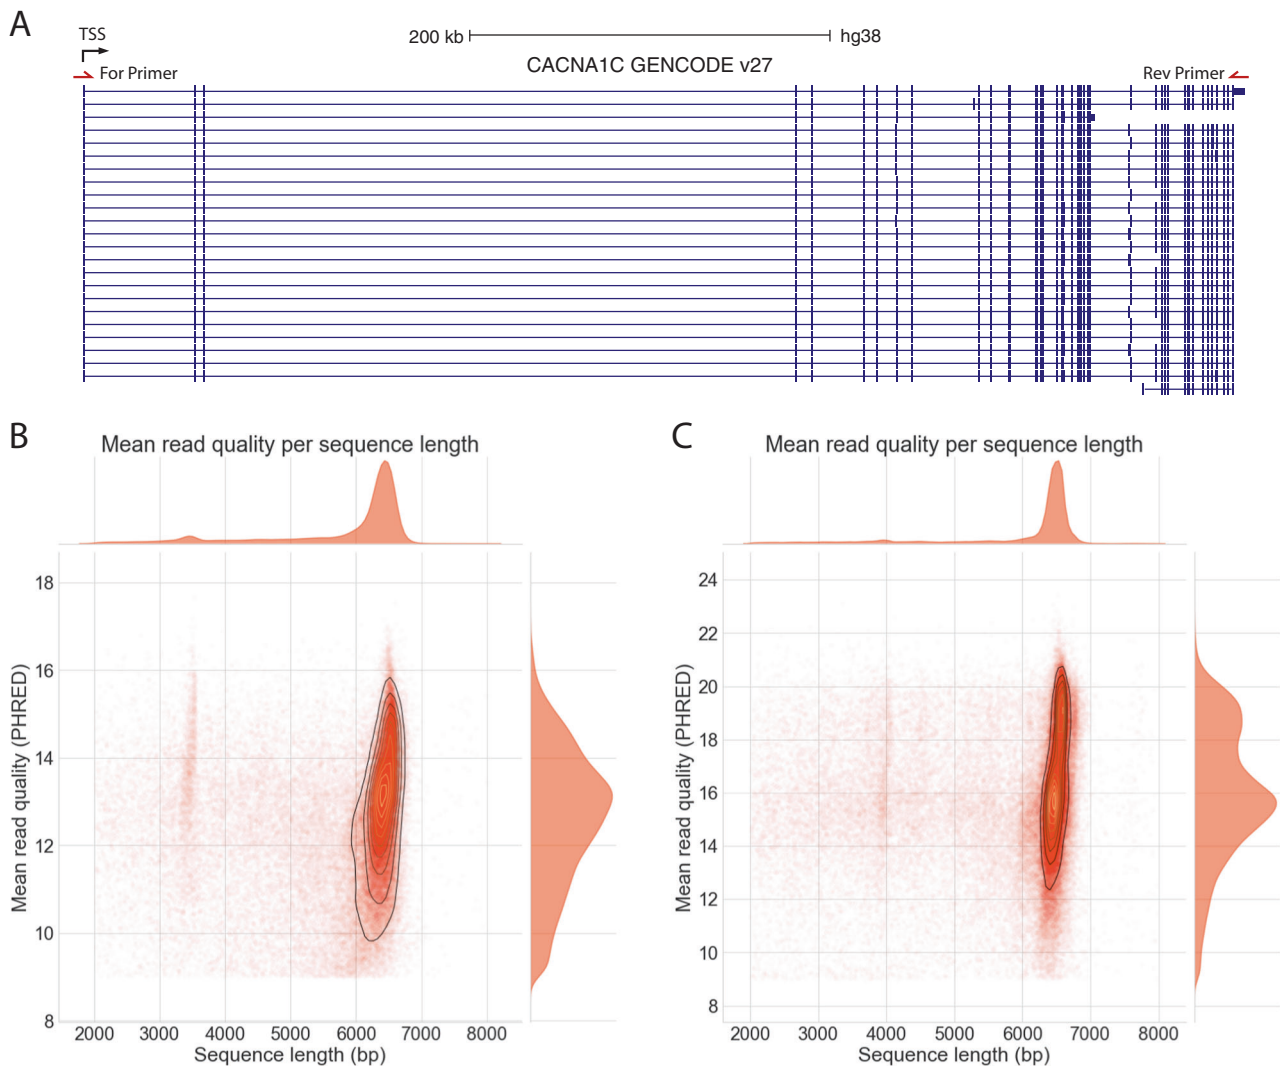 A
TSS
200 kb
hg38
CACNA1C GENCODE v27
For Primer
Rev Primer
B
Mean read quality per sequence length
18
16
14
12
10
8
Mean read quality (PHRED)
2000 3000 4000 5000 6000 7000 8000
Sequence length (bp)
C
Mean read quality per sequence length
24
22
20
18
16
14
12
10
8
Mean read quality (PHRED)
2000 3000 4000 5000 6000 7000 8000
Sequence length (bp)